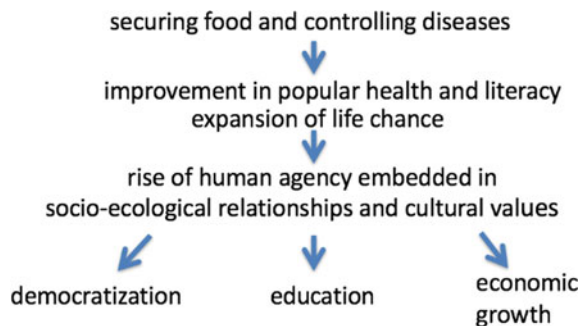 securing food and controlling diseases
improvement in popular health and literacy
expansion of life chance
rise of human agency embedded in
socio-ecological relationships and cultural values
democratization
education
economic
growth